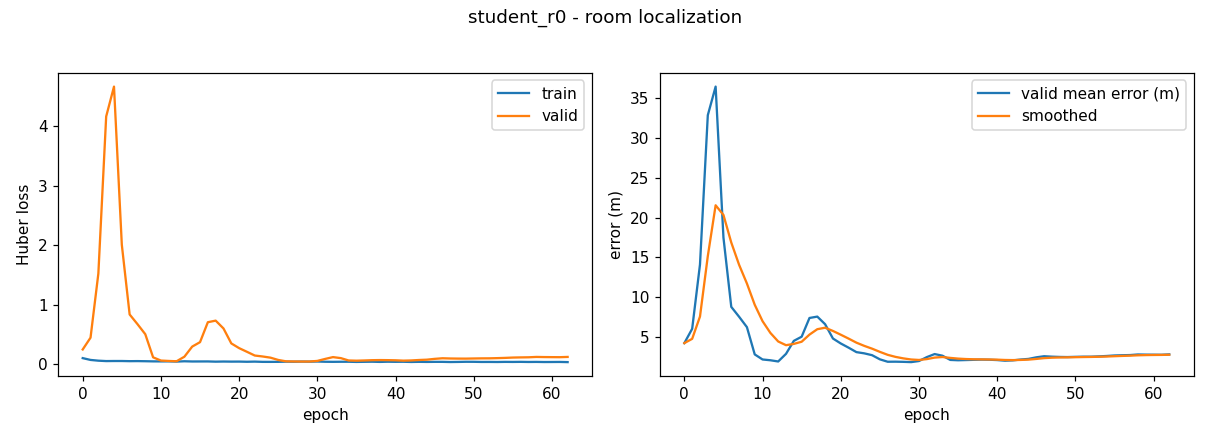 student_r0 - room localization
train
valid
Huber loss
4
3
2
1
0
0 10 20 30 40 50 60
epoch
valid mean error (m)
smoothed
error (m)
35
30
25
20
15
10
5
0 10 20 30 40 50 60
epoch